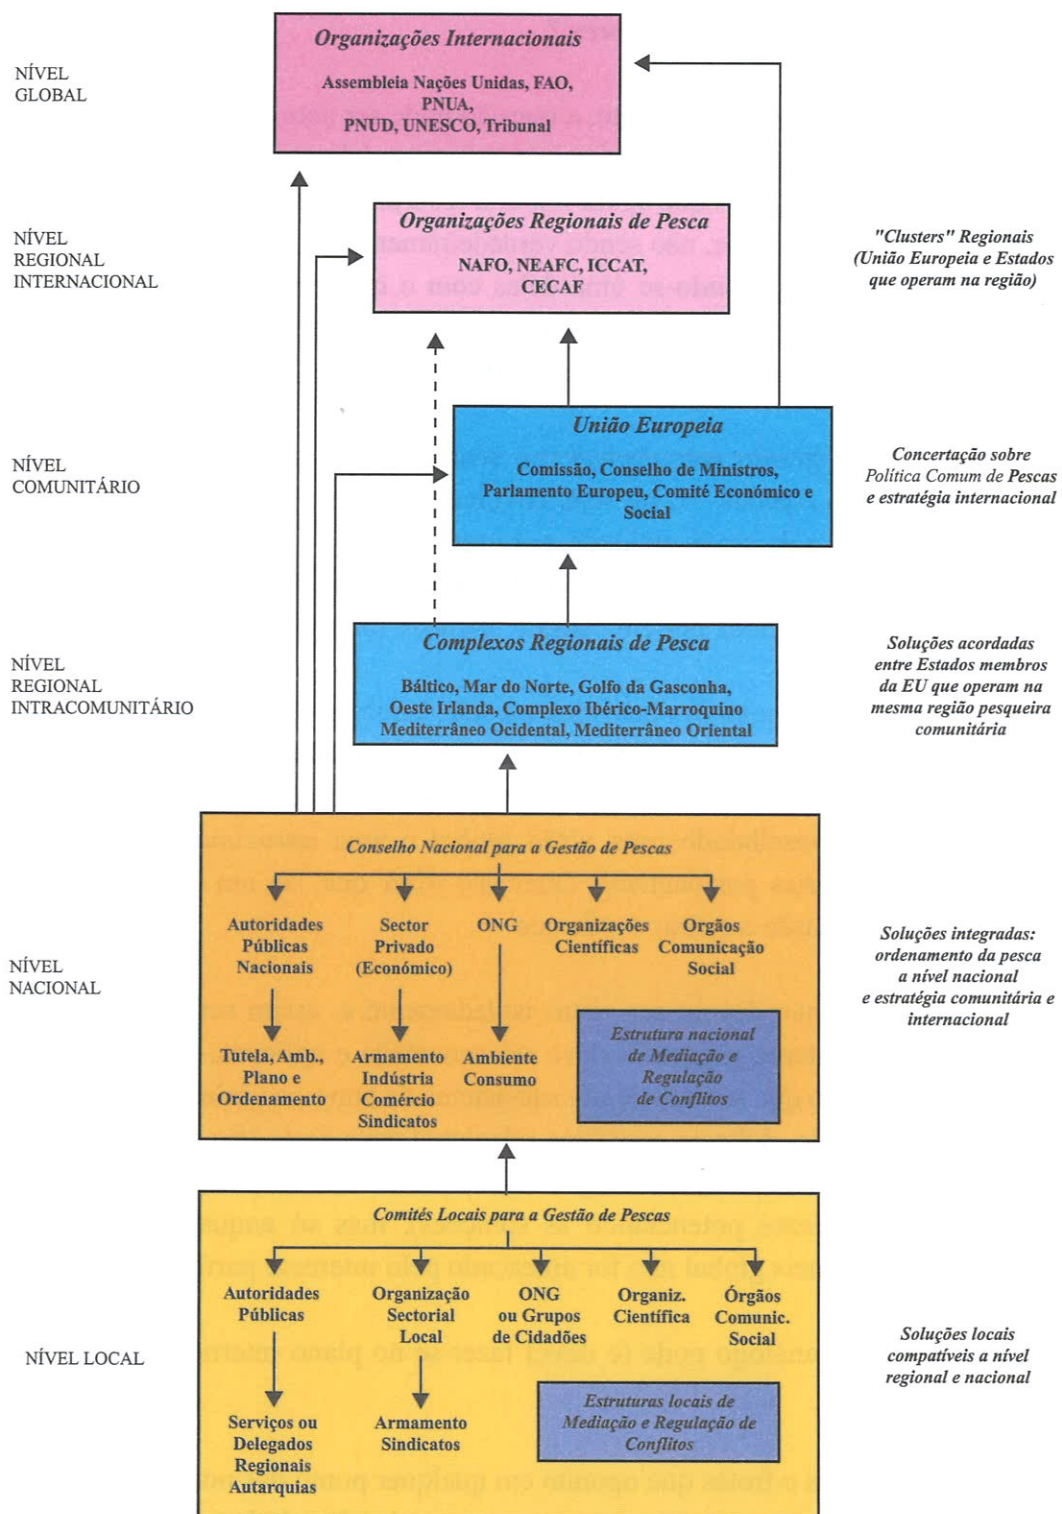 NÍVEL
GLOBAL
Organizações Internacionais
Assembleia Nações Unidas, FAO,
PNUA,
PNUD, UNESCO, Tribunal
NÍVEL
REGIONAL
INTERNACIONAL
Organizações Regionais de Pesca
NAFO, NEAFC, ICCAT,
CECAF
"Clusters" Regionais
(União Europeia e Estados
que operam na região)
NÍVEL
COMUNITÁRIO
União Europeia
Comissão, Conselho de Ministros,
Parlamento Europeu, Comité Económico e
Social
Concertação sobre
Política Comum de Pescas
e estratégia internacional
NÍVEL
REGIONAL
INTRACOMUNITÁRIO
Complexos Regionais de Pesca
Báltico, Mar do Norte, Golfo da Gasconha,
Oeste Irlanda, Complexo Ibérico-Marroquino
Mediterrâneo Ocidental, Mediterrâneo Oriental
Soluções acordadas
entre Estados membros
da EU que operam na
mesma região pesqueira
comunitária
NÍVEL
NACIONAL
Conselho Nacional para a Gestão de Pescas
Autoridades
Públicas
Nacionais
Sector
Privado
(Económico)
ONG
Organizações
Científicas
Orgãos
Comunicação
Social
Tutela, Amb.,
Plano e
Ordenamento
Armamento
Indústria
Comércio
Sindicatos
Ambiente
Consumo
Estrutura nacional
de Mediação e
Regulação
de Conflitos
Soluções integradas:
ordenamento da pesca
a nível nacional
e estratégia comunitária e
internacional
NÍVEL LOCAL
Comités Locais para a Gestão de Pescas
Autoridades
Públicas
Organização
Sectorial
Local
ONG
ou Grupos
de Cidadões
Organiz.
Científica
Órgãos
Comunic.
Social
Serviços ou
Delegados
Regionais
Autarquias
Armamento
Sindicatos
Estruturas locais de
Mediação e Regulação de
Conflitos
Soluções locais
compatíveis a nível
regional e nacional